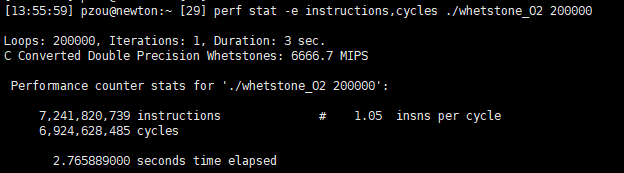 [13:55:59] pzou@newton:~ [29] perf stat -e instructions,cycles ./whetstone_O2 200000
Loops: 200000, Iterations: 1, Duration: 3 sec.
C Converted Double Precision Whetstones: 6666.7 MIPS
Performance counter stats for './whetstone_O2 200000':
7,241,820,739 instructions # 1.05 insns per cycle
6,924,628,485 cycles
2.765889000 seconds time elapsed